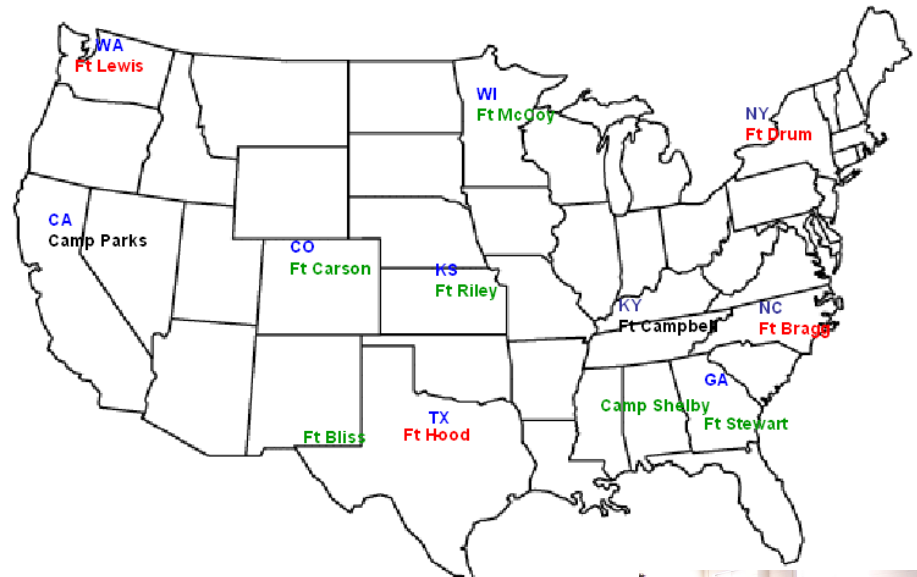 WA
Ft Lewis
WI
Ft McCoy
NY
Ft Drum
CA
Camp Parks
CO
Ft Carson
KS
Ft Riley
KY
Ft Campbell
NC
Ft Bragg
GA
Camp Shelby
Ft Stewart
TX
Ft Hood
Ft Bliss